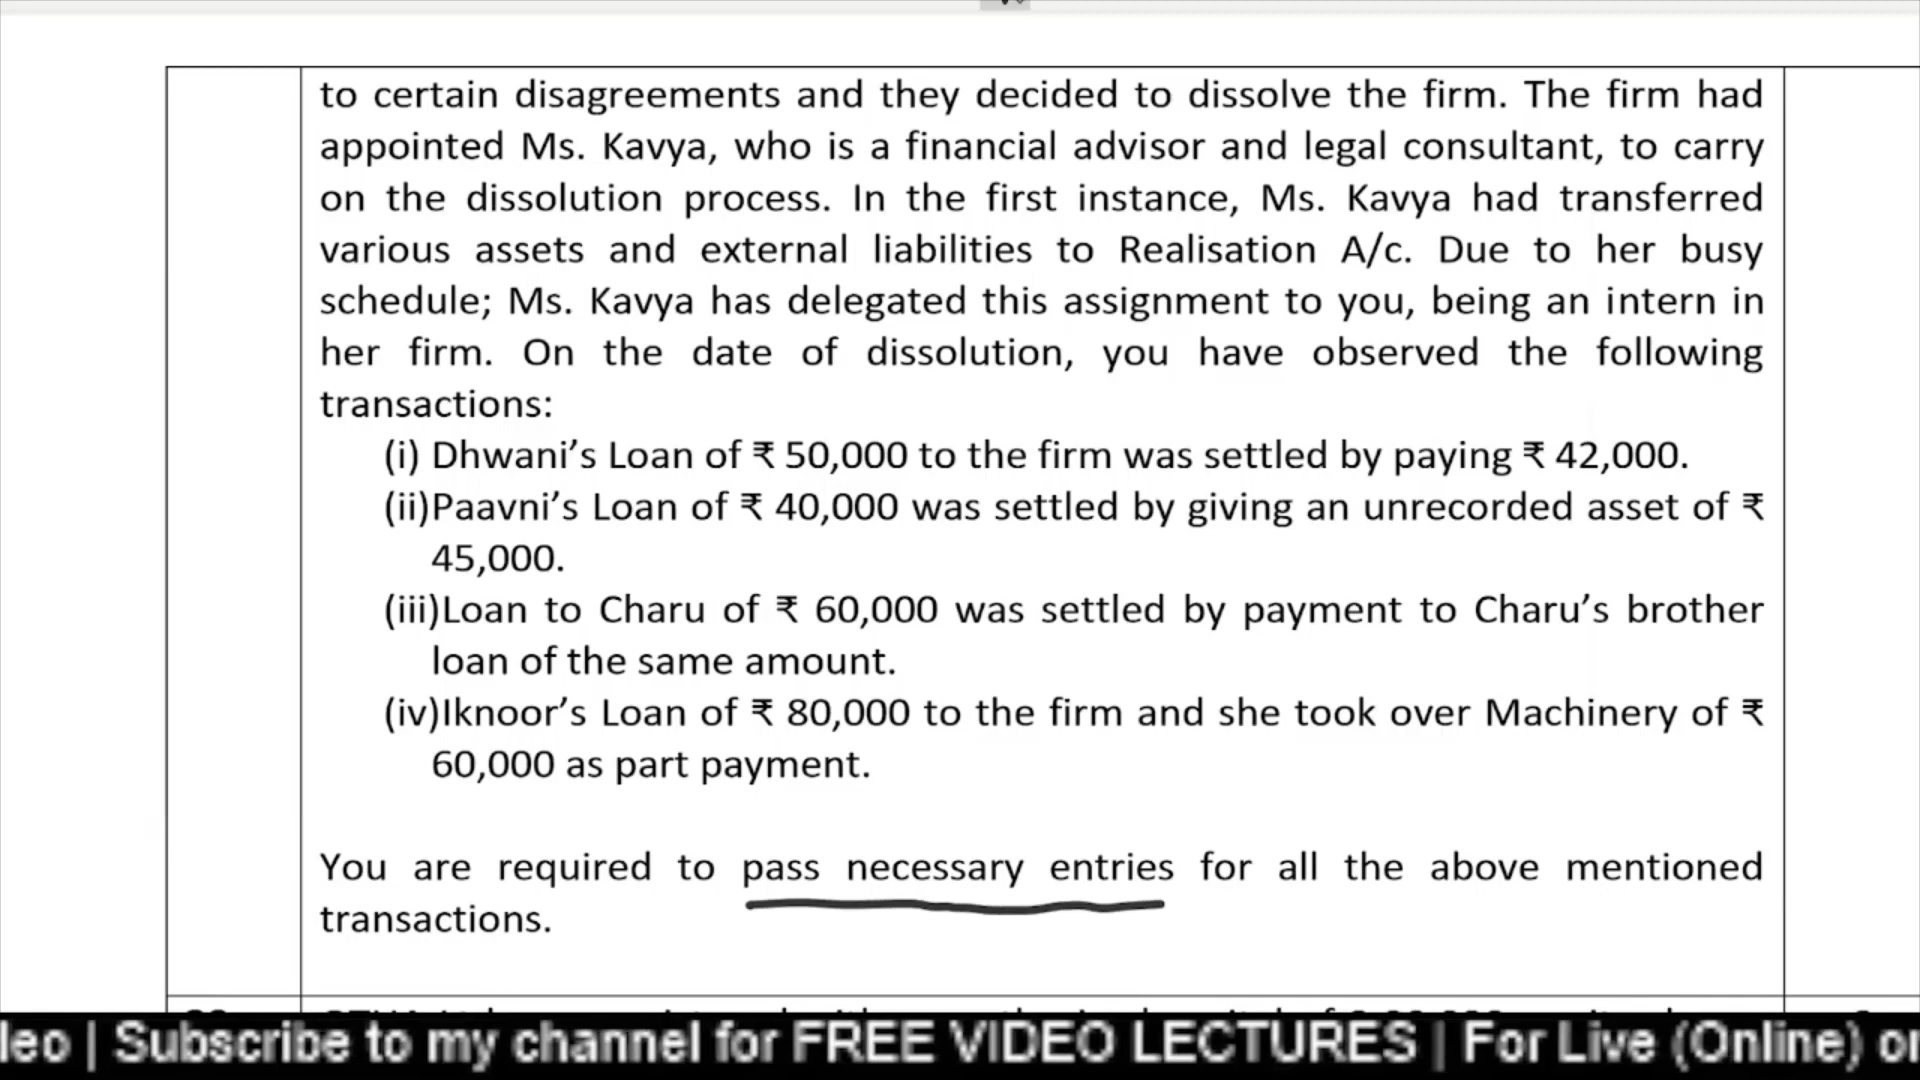 to certain disagreements and they decided to dissolve the firm. The firm had
appointed Ms. Kavya, who is a financial advisor and legal consultant, to carry
on the dissolution process. In the first instance, Ms. Kavya had transferred
various assets and external liabilities to Realisation A/c. Due to her busy
schedule; Ms. Kavya has delegated this assignment to you, being an intern in
her firm. On the date of dissolution, you have observed the following
transactions:
(i) Dhwani’s Loan of ₹ 50,000 to the firm was settled by paying ₹ 42,000.
(ii)Paavni’s Loan of ₹ 40,000 was settled by giving an unrecorded asset of ₹
45,000.
(iii)Loan to Charu of ₹ 60,000 was settled by payment to Charu’s brother
loan of the same amount.
(iv)Iknoor’s Loan of ₹ 80,000 to the firm and she took over Machinery of ₹
60,000 as part payment.
You are required to pass necessary entries for all the above mentioned
transactions.
| Subscribe to my channel for FREE VIDEO LECTURES | For Live (Online)